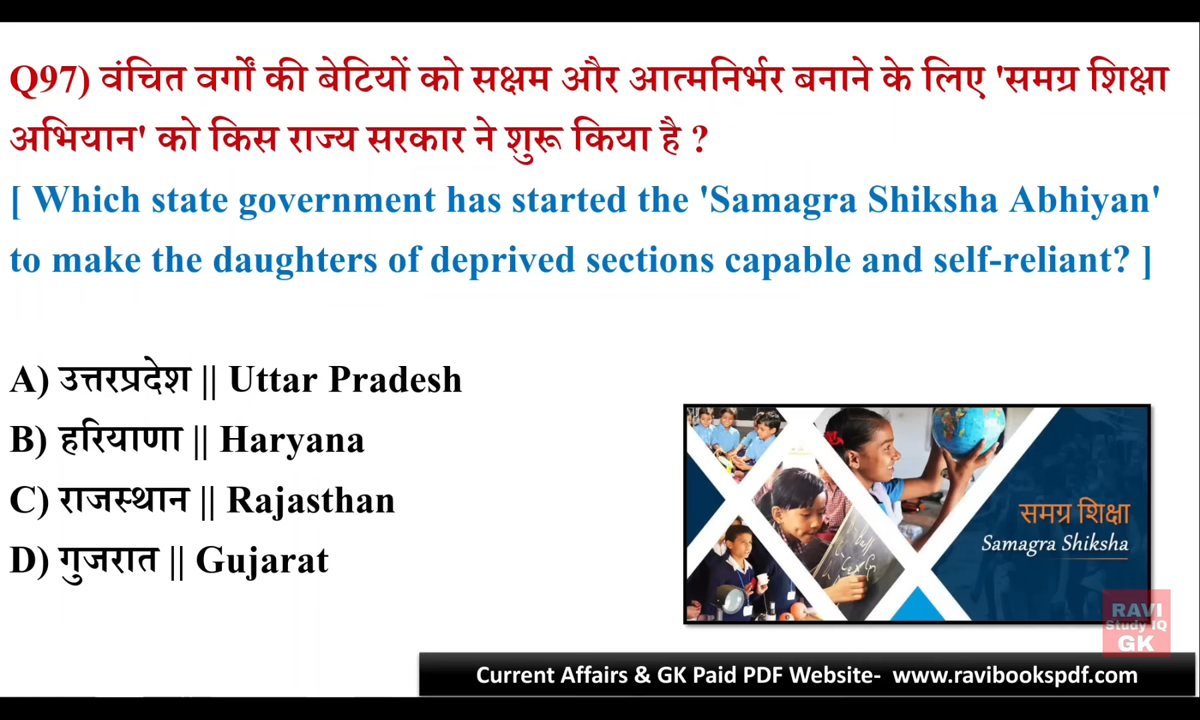 Q97) वंचित वर्गों की बेटियों को सक्षम और आत्मनिर्भर बनाने के लिए 'समग्र शिक्षा
अभियान' को किस राज्य सरकार ने शुरू किया है ?
[ Which state government has started the 'Samagra Shiksha Abhiyan'
to make the daughters of deprived sections capable and self-reliant? ]
A) उत्तरप्रदेश || Uttar Pradesh
B) हरियाणा || Haryana
C) राजस्थान || Rajasthan
D) गुजरात || Gujarat
समग्र शिक्षा
Samagra Shiksha
RAVI
Study IQ
GK
Current Affairs & GK Paid PDF Website- www.ravibookspdf.com